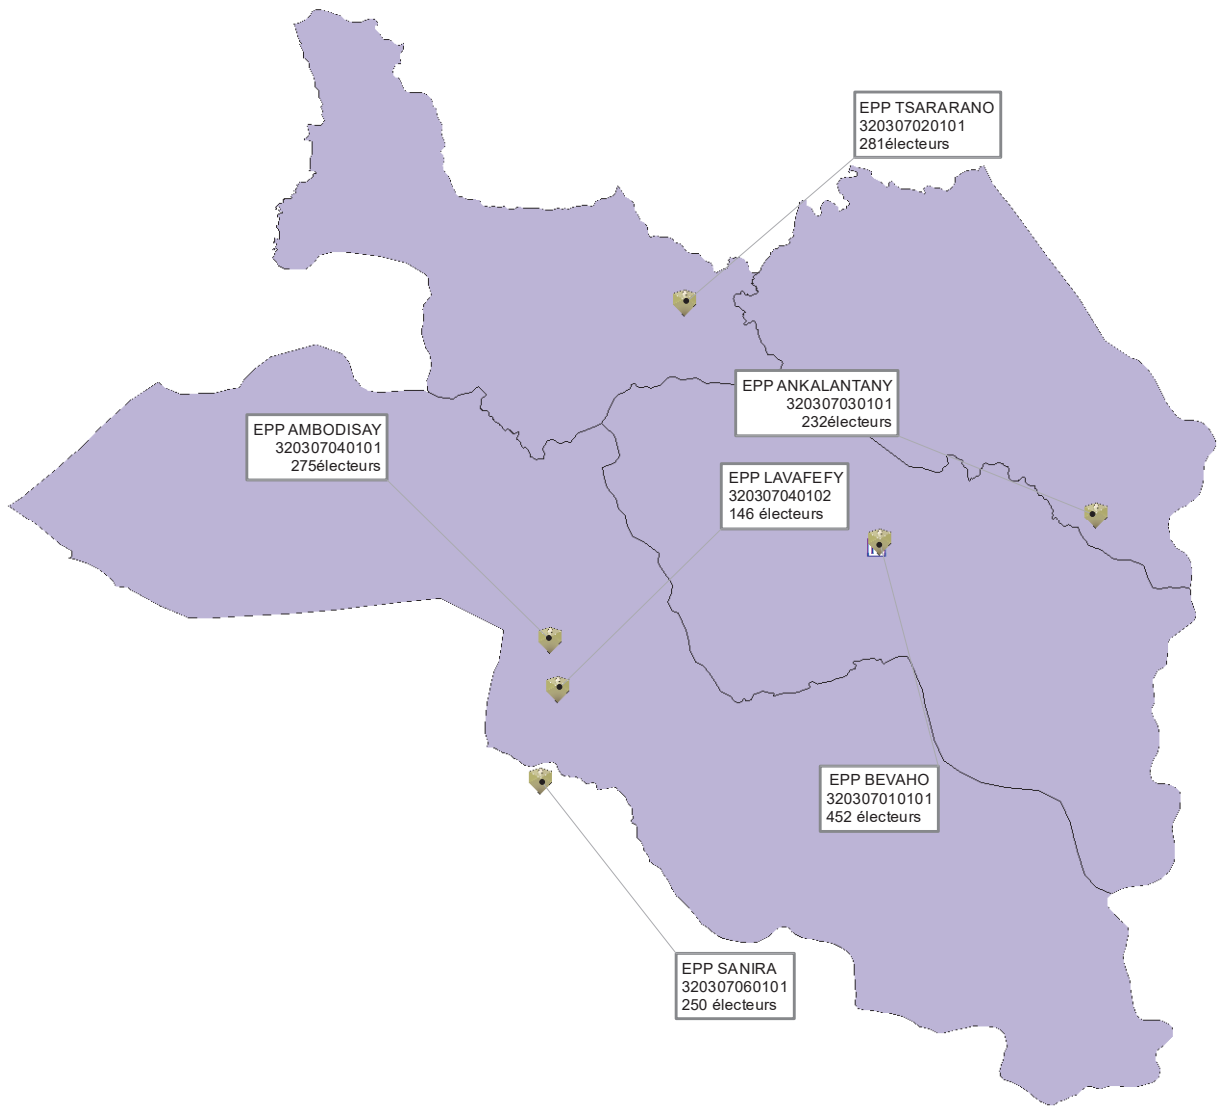 EPP TSARARANO
320307020101
281électeurs
EPP ANKALANTANY
320307030101
232électeurs
EPP AMBODISAY
320307040101
275électeurs
EPP LAVAFEFY
320307040102
146 électeurs
EPP BEVAHO
320307010101
452 électeurs
EPP SANIRA
320307060101
250 électeurs